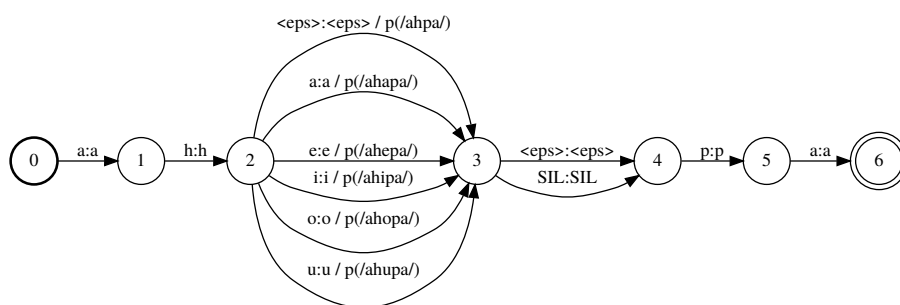 <eps>:<eps> / p(/ahpa/)
a:a / p(/ahapa/)
0 a:a 1 h:h 2 e:e / p(/ahepa/) 3 <eps>:<eps> 4 p:p 5 a:a 6
i:i / p(/ahipa/) SIL:SIL
o:o / p(/ahopa/)
u:u / p(/ahupa/)